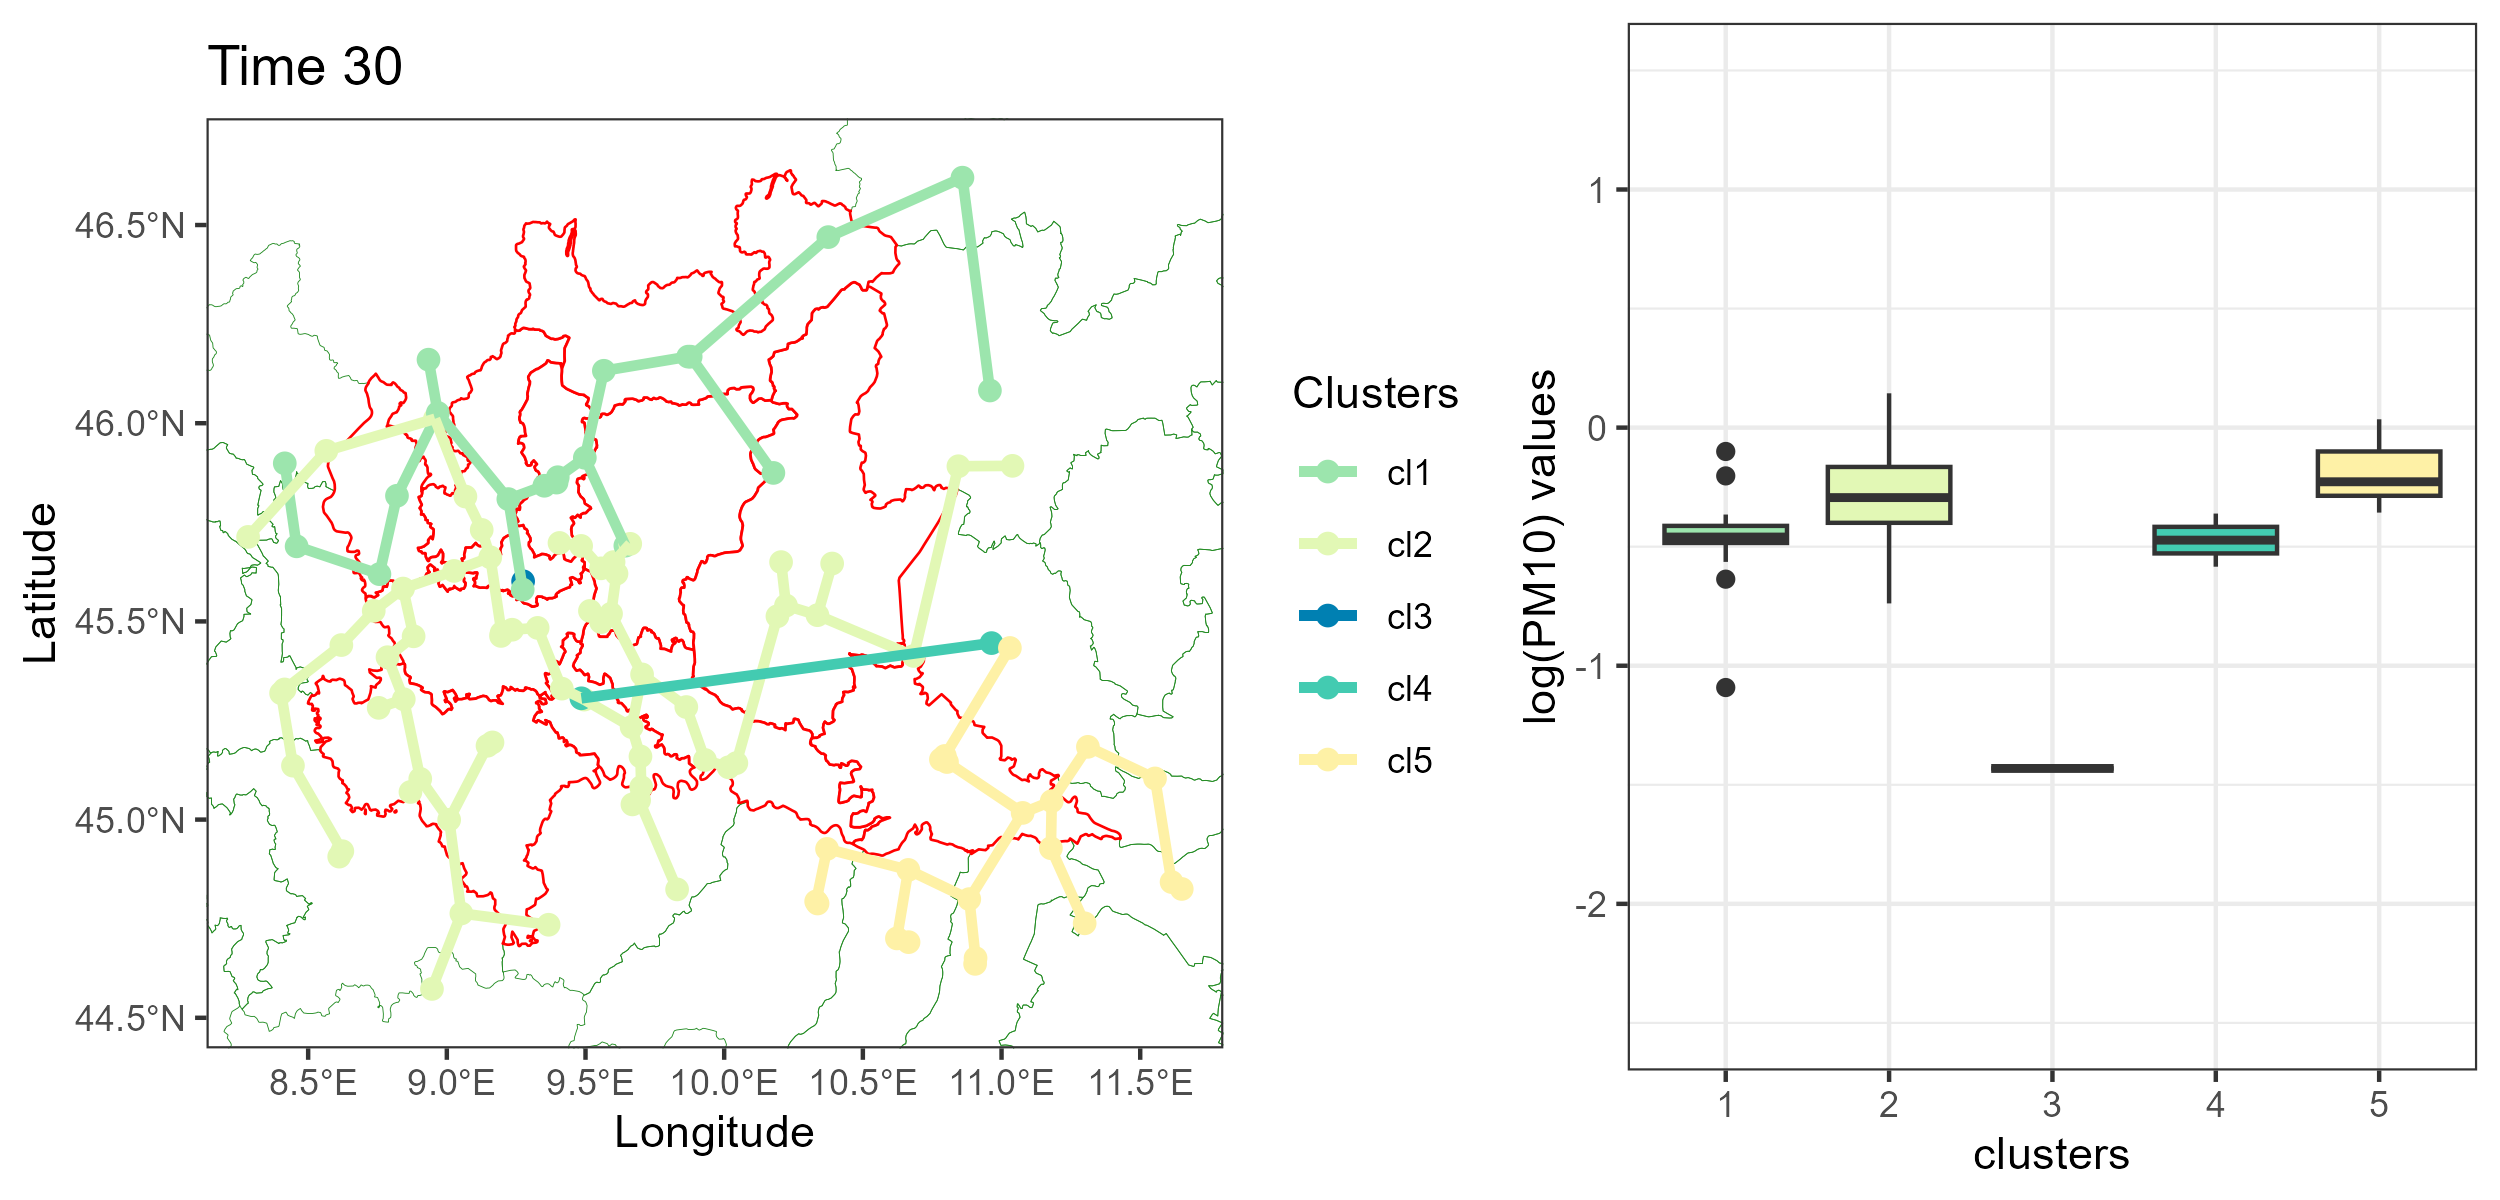 Time 30
46.5°N
46.0°N
45.5°N
45.0°N
44.5°N
Latitude
8.5°E 9.0°E 9.5°E 10.0°E 10.5°E 11.0°E 11.5°E
Longitude
Clusters
cl1
cl2
cl3
cl4
cl5
log(PM10) values
1
0
-1
-2
1 2 3 4 5
clusters